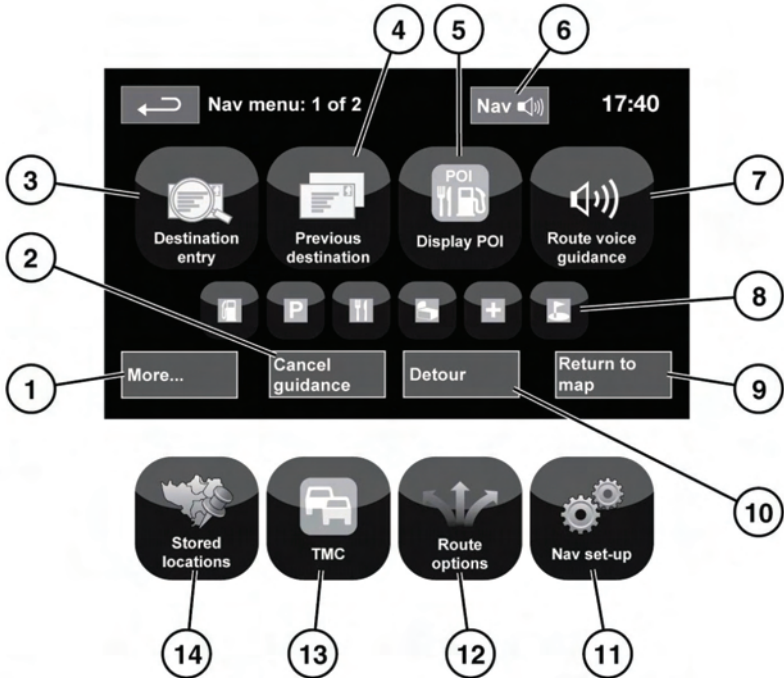 4 5 6
Nav menu: 1 of 2 Nav 17:40
3 7
POI
Destination entry
Previous destination
Display POI
Route voice guidance
2 8
P
More...
Cancel guidance
Detour
Return to map
1 9
10
Stored locations
TMC
Route options
Nav set-up
14 13 12 11